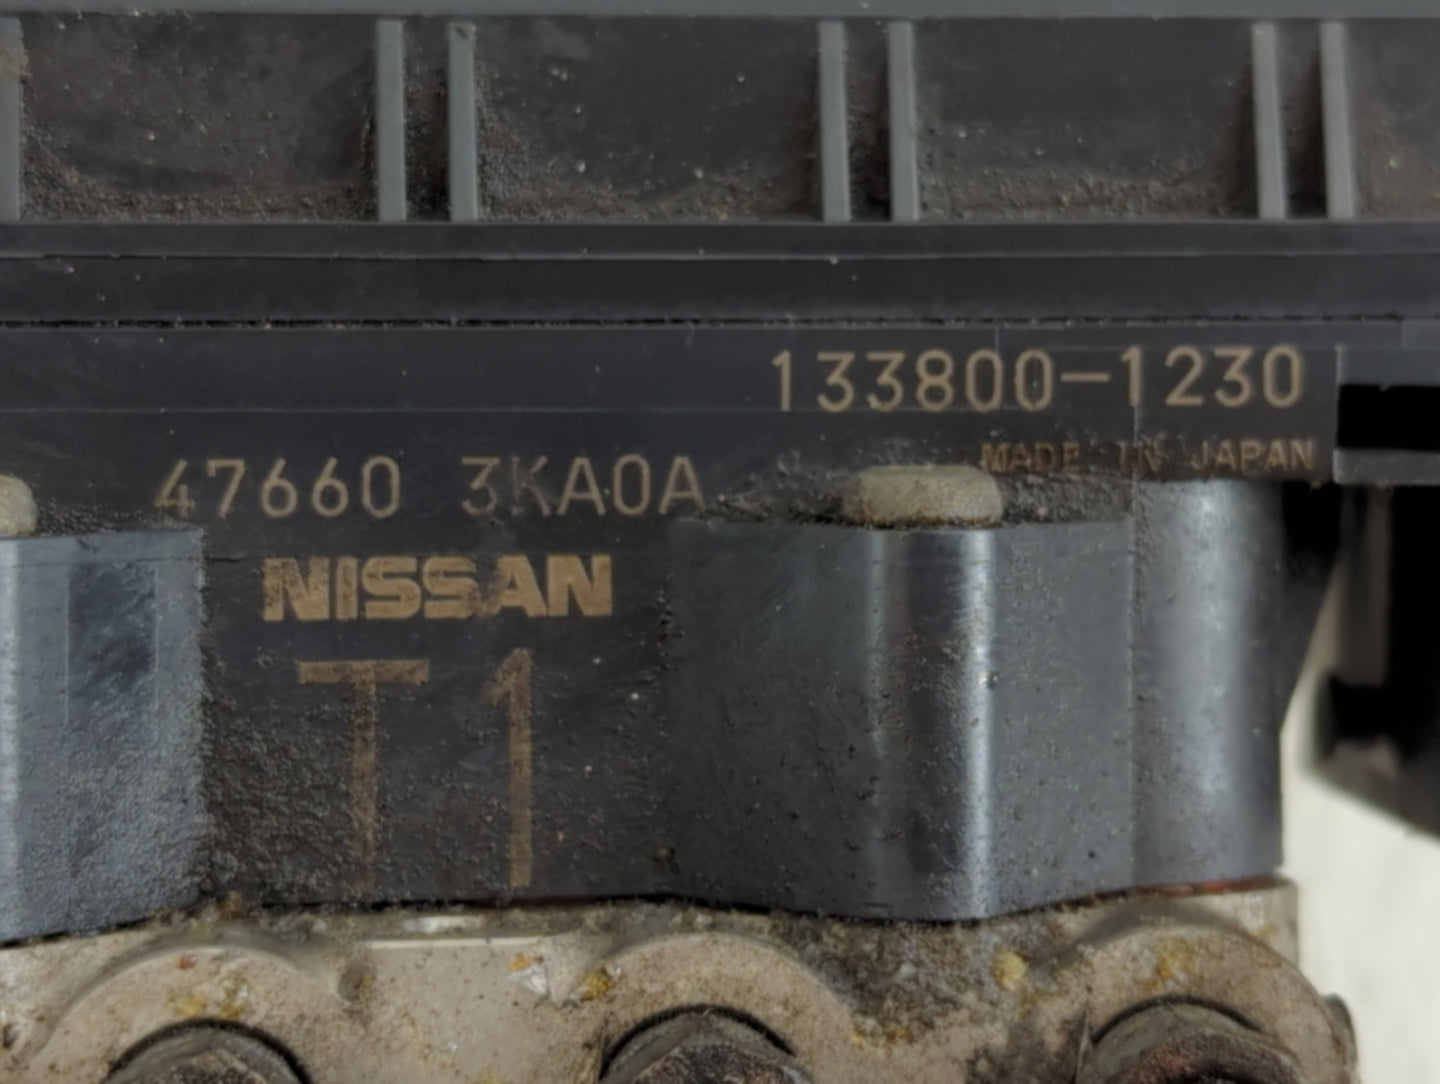 133800-1230
MADE IN JAPAN
47660 3KA0A
NISSAN
T1